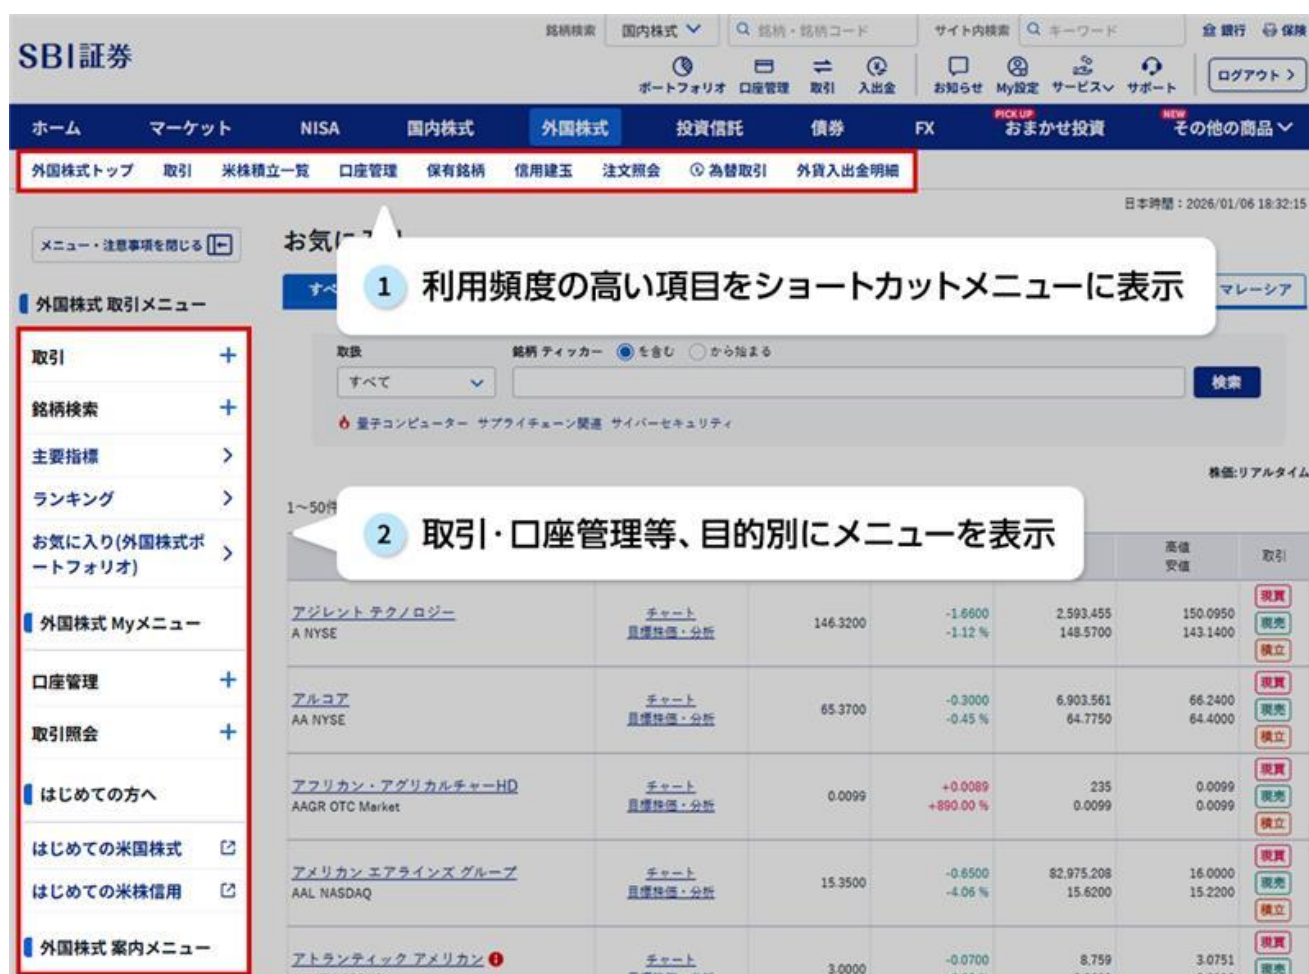 銘柄検索 国内株式 銘柄・銘柄コード サイト内検索 キーワード 銀行 保険
SBI証券
ポートフォリオ 口座管理 取引 入出金 お知らせ My設定 サービス サポート ログアウト
ホーム マーケット NISA 国内株式 外国株式 投資信託 債券 FX PICK UP おまかせ投資 NEW その他の商品
外国株式トップ 取引 米株積立一覧 口座管理 保有銘柄 信用建玉 注文照会 為替取引 外貨入出金明細
日本時間：2026/01/06 18:32:15
メニュー・注意事項を閉じる
お気に
1 利用頻度の高い項目をショートカットメニューに表示
すべ
マレーシア
外国株式 取引メニュー
取引
銘柄検索
主要指標
ランキング
お気に入り(外国株式ポ
ートフォリオ)
外国株式 Myメニュー
口座管理
取引照会
はじめての方へ
はじめての米国株式
はじめての米株信用
外国株式 案内メニュー
取扱 銘柄 ティッカー を含む から始まる
すべて 検索
量子コンピューター サプライチェーン関連 サイバーセキュリティ
株価:リアルタイム
1～50件
2 取引・口座管理等、目的別にメニューを表示
高値
安値
取引
アジレント テクノロジー チャート 146.3200 -1.6600 2,593,455 150.0950 現買
A NYSE 目標株価・分析 -1.12 % 148.5700 143.1400 現売
積立
アルコア チャート 65.3700 -0.3000 6,903,561 66.2400 現買
AA NYSE 目標株価・分析 -0.45 % 64.7750 64.4000 現売
積立
アフリカン・アグリカルチャーHD チャート 0.0099 +0.0089 235 0.0099 現買
AAGR OTC Market 目標株価・分析 +890.00 % 0.0099 0.0099 現売
積立
アメリカン エアラインズ グループ チャート 15.3500 -0.6500 82,975,208 16.0000 現買
AAL NASDAQ 目標株価・分析 -4.06 % 15.6200 15.2200 現売
積立
アトランティック アメリカン チャート 3.0000 -0.0700 8,759 3.0751 現買
目標株価・分析 現売